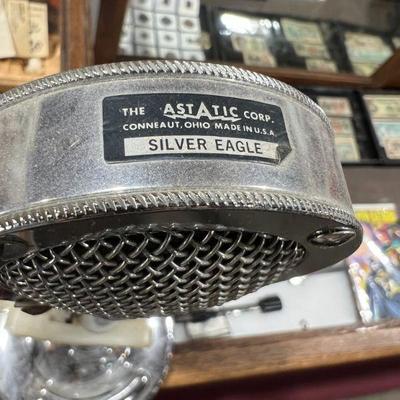 THE ASTATIC CORP.
CONNEAUT, OHIO MADE IN U.S.A.
SILVER EAGLE